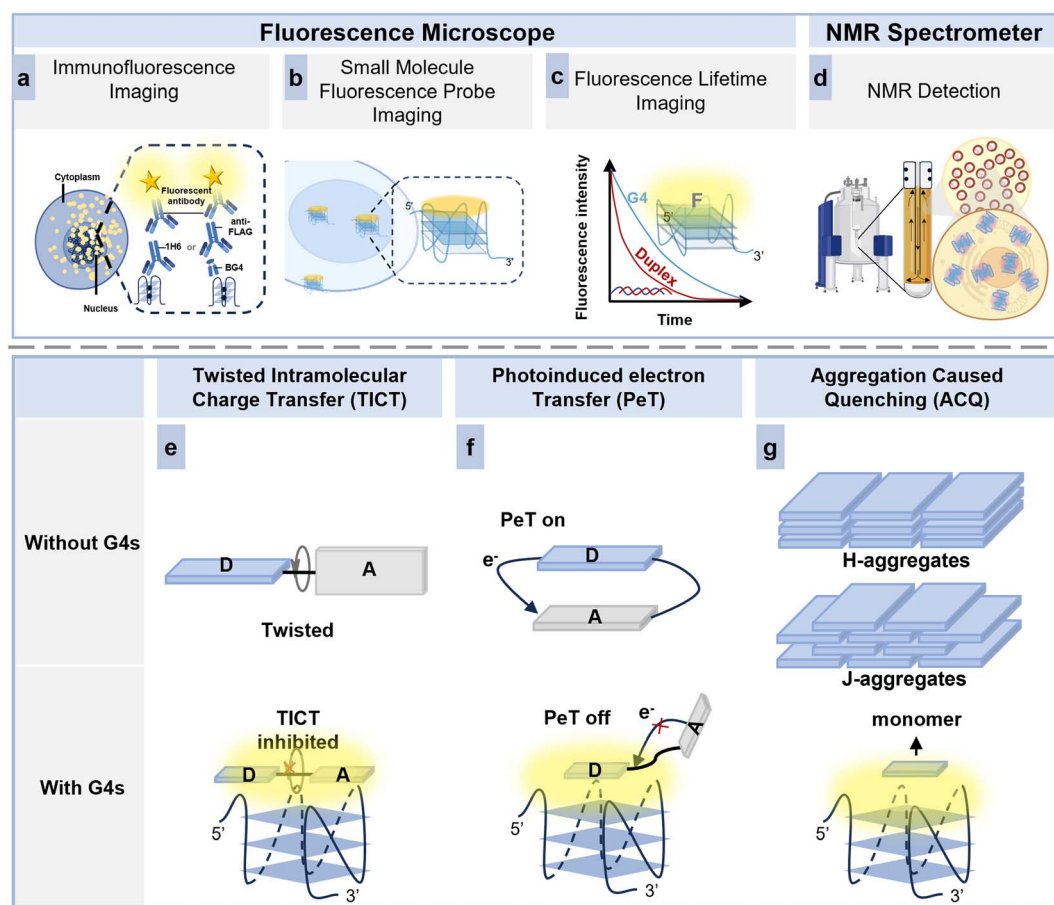 Fluorescence Microscope
NMR Spectrometer
a
Immunofluorescence
Imaging
b
Small Molecule
Fluorescence Probe
Imaging
c
Fluorescence Lifetime
Imaging
d
NMR Detection
Cytoplasm
Fluorescent
antibody
anti-
FLAG
1H6 or
BG4
Nucleus
5'
3'
Fluorescence intensity
G4
F
5'
3'
Duplex
Time
Twisted Intramolecular
Charge Transfer (TICT)
Photoinduced electron
Transfer (PeT)
Aggregation Caused
Quenching (ACQ)
Without G4s
e
D
A
Twisted
f
PeT on
e-
D
A
g
H-aggregates
J-aggregates
With G4s
TICT
inhibited
D
A
5'
3'
PeT off
e-
A
D
5'
3'
monomer
5'
3'